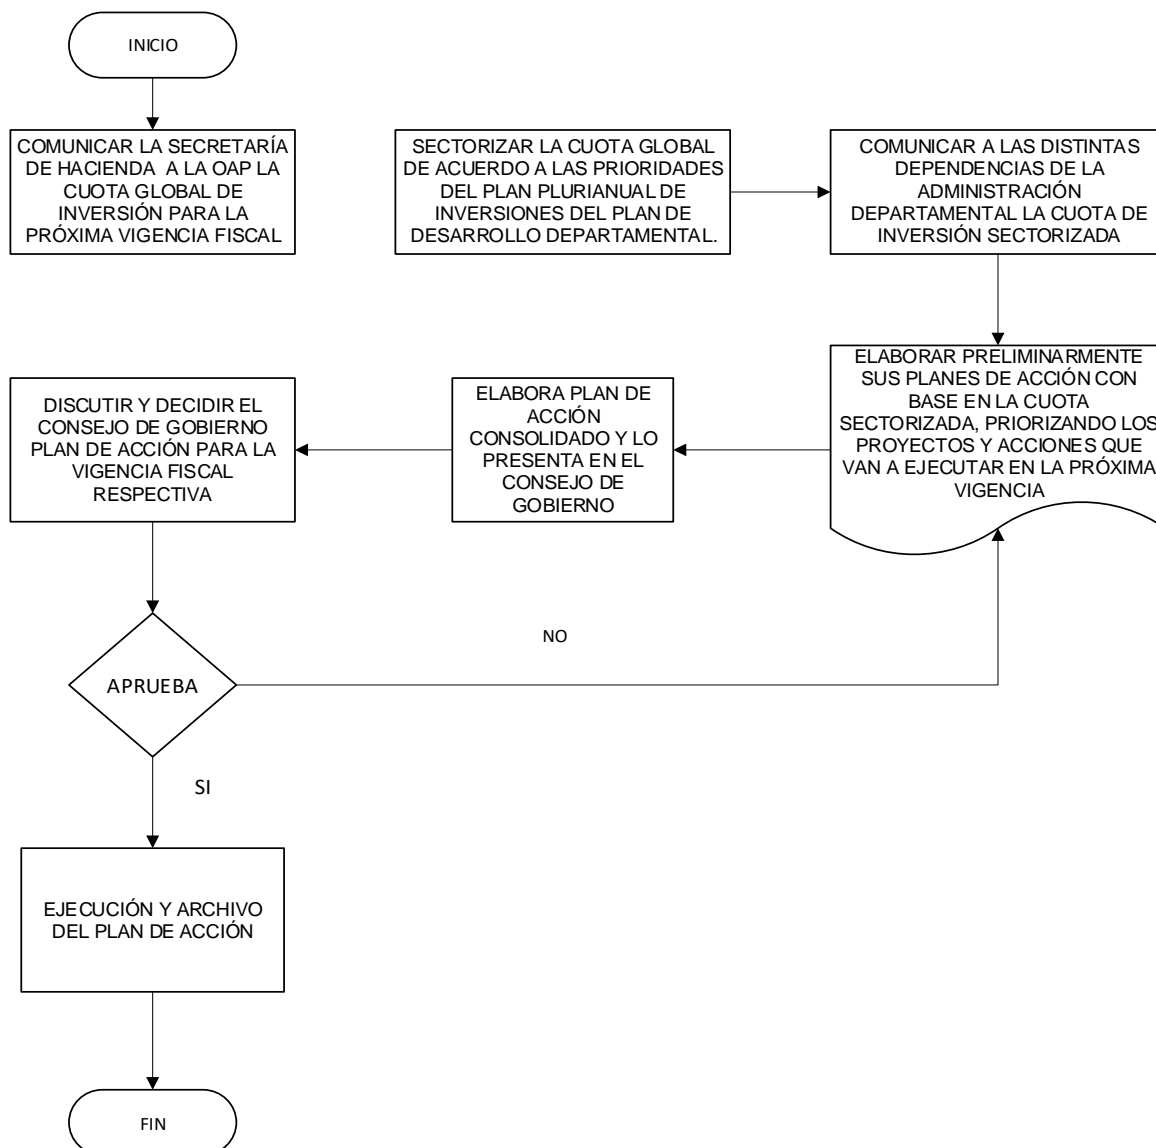 INICIO
COMUNICAR LA SECRETARÍA
DE HACIENDA A LA OAP LA
CUOTA GLOBAL DE
INVERSIÓN PARA LA
PRÓXIMA VIGENCIA FISCAL
SECTORIZAR LA CUOTA GLOBAL
DE ACUERDO A LAS PRIORIDADES
DEL PLAN PLURIANUAL DE
INVERSIONES DEL PLAN DE
DESARROLLO DEPARTAMENTAL.
COMUNICAR A LAS DISTINTAS
DEPENDENCIAS DE LA
ADMINISTRACIÓN
DEPARTAMENTAL LA CUOTA DE
INVERSIÓN SECTORIZADA
ELABORAR PRELIMINARMENTE
SUS PLANES DE ACCIÓN CON
BASE EN LA CUOTA
SECTORIZADA, PRIORIZANDO LOS
PROYECTOS Y ACCIONES QUE
VAN A EJECUTAR EN LA PRÓXIMA
VIGENCIA
ELABORA PLAN DE
ACCIÓN
CONSOLIDADO Y LO
PRESENTA EN EL
CONSEJO DE
GOBIERNO
DISCUTIR Y DECIDIR EL
CONSEJO DE GOBIERNO
PLAN DE ACCIÓN PARA LA
VIGENCIA FISCAL
RESPECTIVA
APRUEBA
NO
SI
EJECUCIÓN Y ARCHIVO
DEL PLAN DE ACCIÓN
FIN